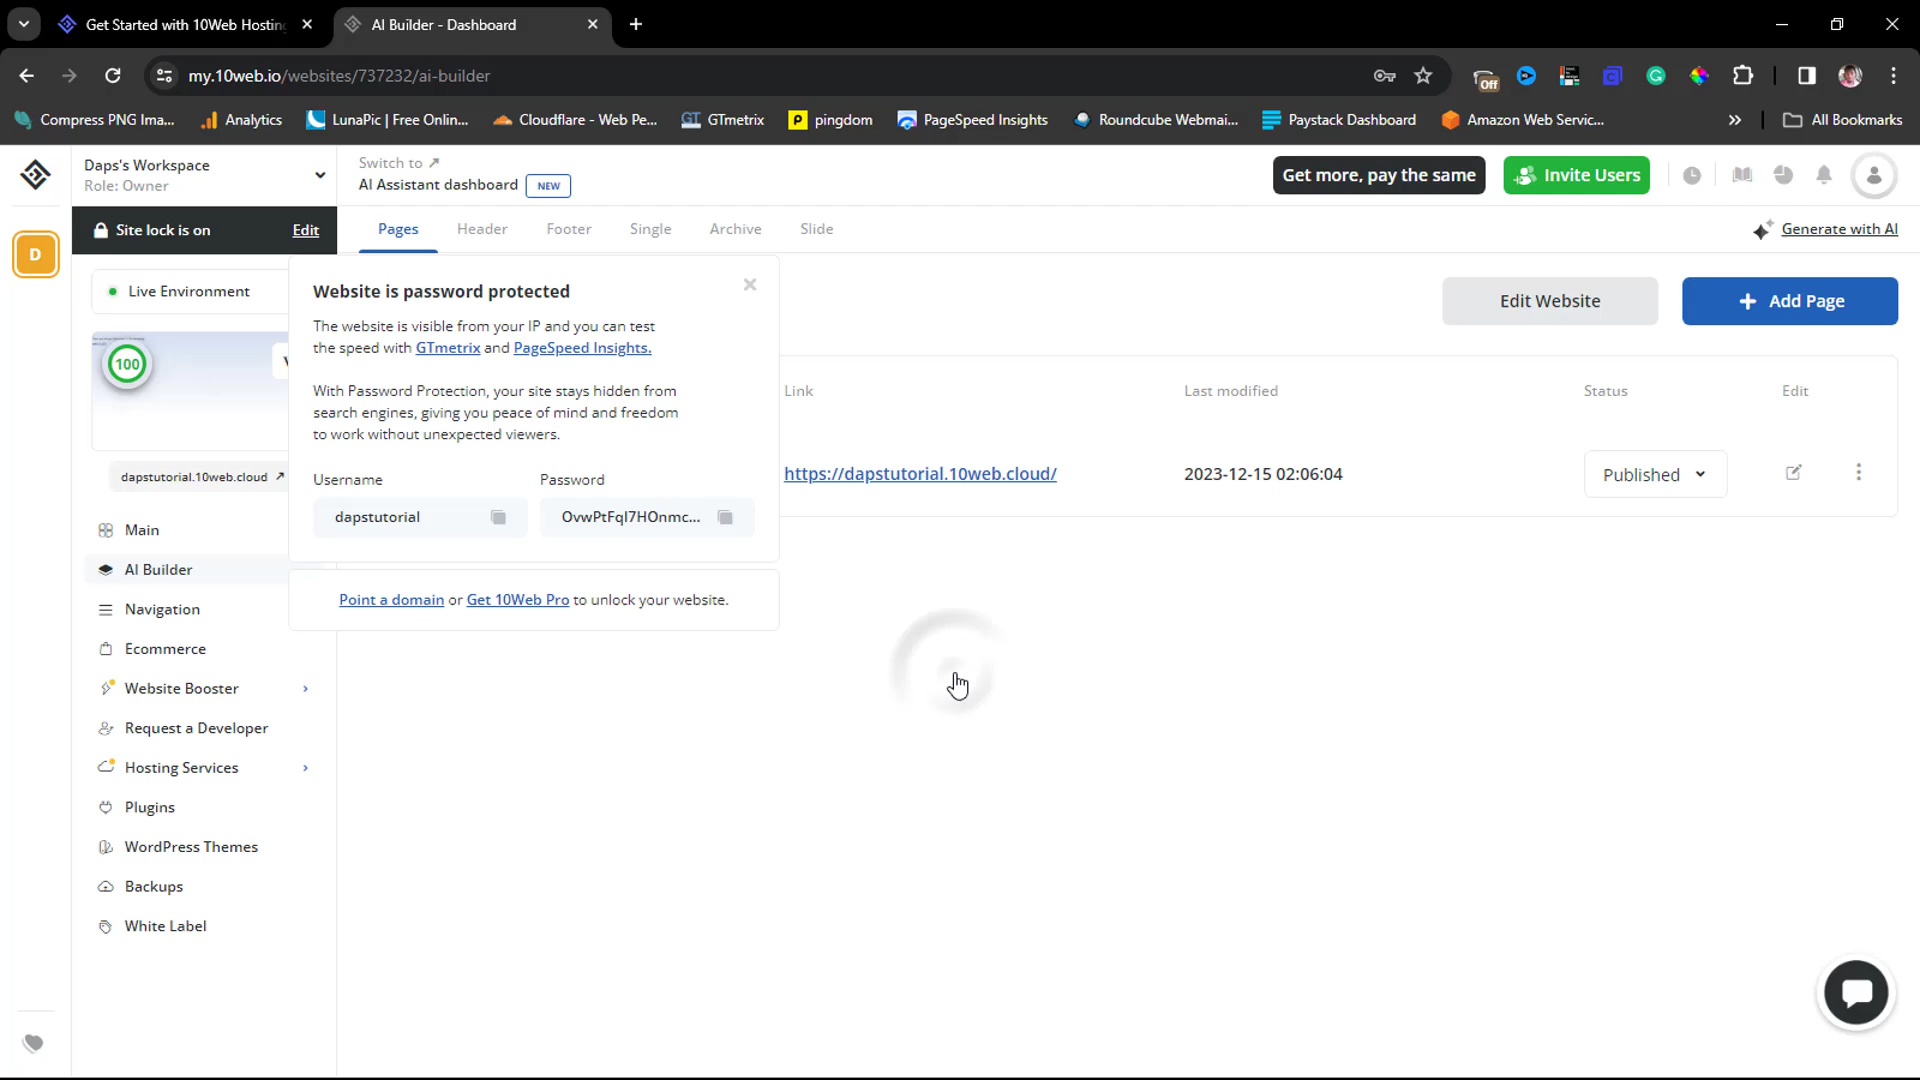 Get Started with 10Web Hostin
AI Builder - Dashboard
my.10web.io/websites/737232/ai-builder
Off
Compress PNG Ima...
Analytics
LunaPic | Free Onlin...
Cloudflare - Web Pe...
GTmetrix
pingdom
PageSpeed Insights
Roundcube Webmai...
Paystack Dashboard
Amazon Web Servic...
All Bookmarks
Daps's Workspace
Role: Owner
Switch to
AI Assistant dashboard
NEW
Get more, pay the same
Invite Users
D
Site lock is on
Edit
Pages
Header
Footer
Single
Archive
Slide
Generate with AI
Live Environment
100
dapstutorial.10web.cloud
Website is password protected
The website is visible from your IP and you can test
the speed with GTmetrix and PageSpeed Insights.
With Password Protection, your site stays hidden from
search engines, giving you peace of mind and freedom
to work without unexpected viewers.
Username
Password
dapstutorial
OvwPtFqI7HOnmc...
Point a domain or Get 10Web Pro to unlock your website.
Edit Website
Add Page
Link
Last modified
Status
Edit
https://dapstutorial.10web.cloud/
2023-12-15 02:06:04
Published
Main
AI Builder
Navigation
Ecommerce
Website Booster
Request a Developer
Hosting Services
Plugins
WordPress Themes
Backups
White Label